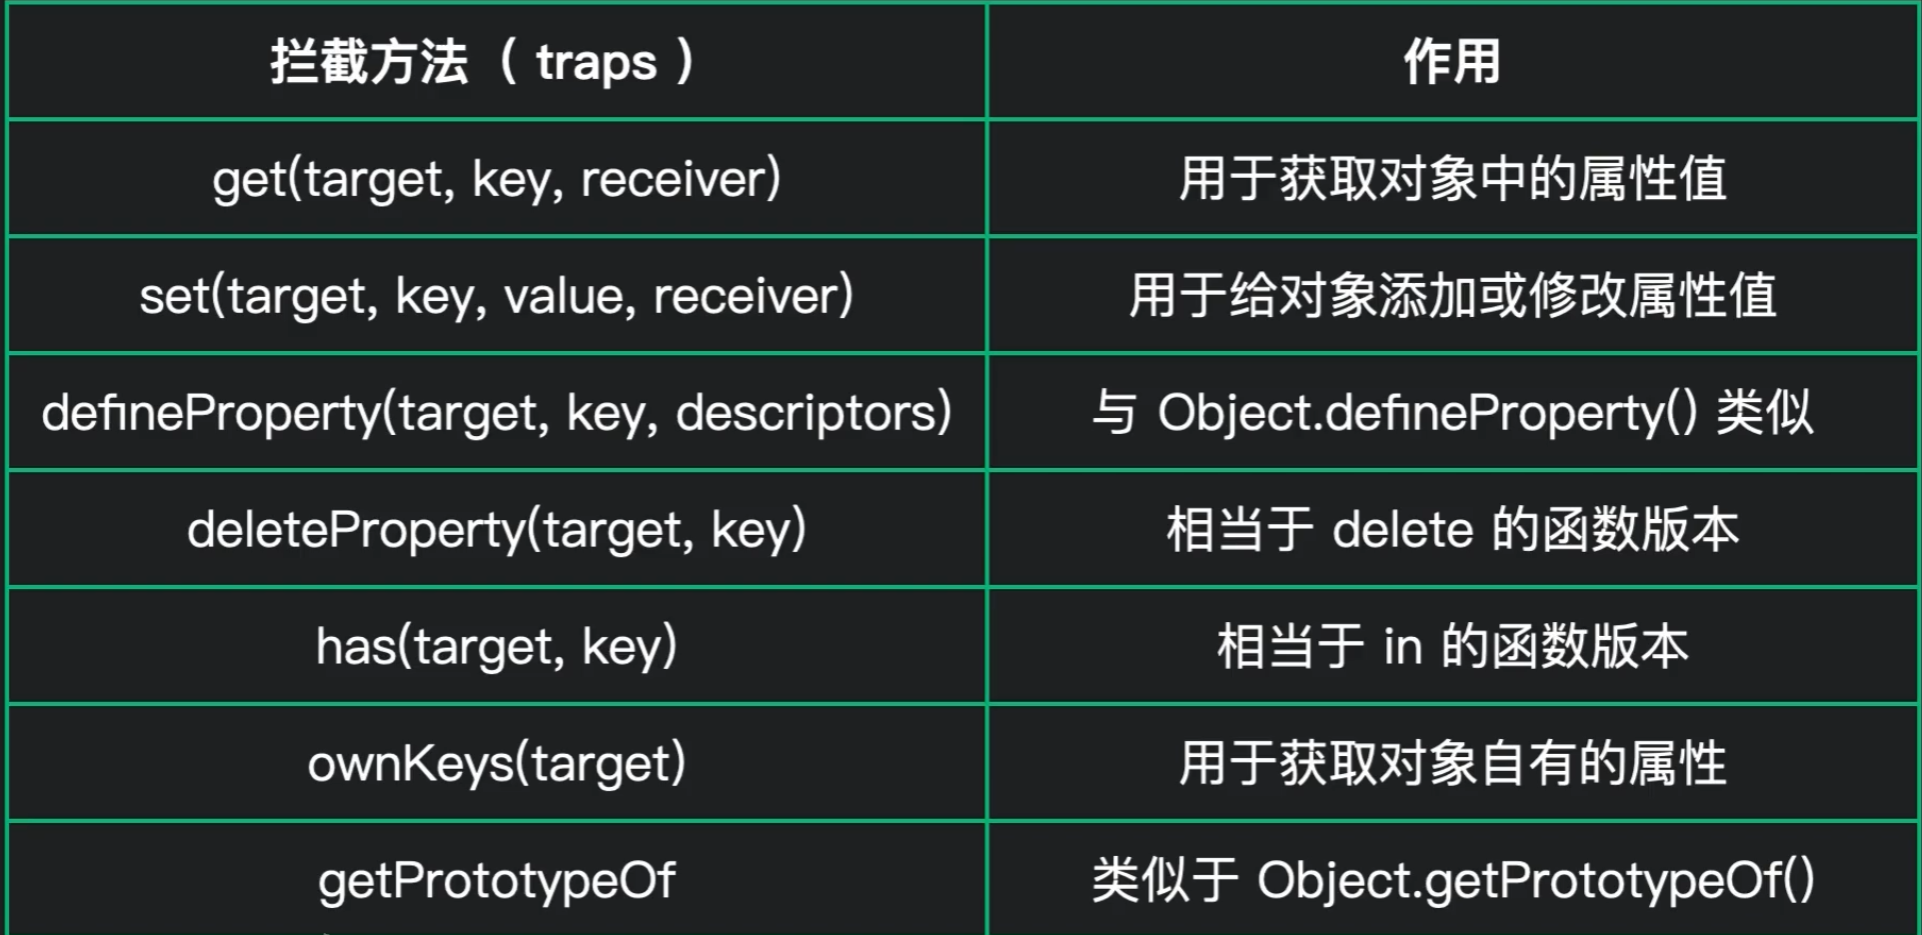 拦截方法（ traps ）
作用
get(target, key, receiver)
用于获取对象中的属性值
set(target, key, value, receiver)
用于给对象添加或修改属性值
defineProperty(target, key, descriptors)
与 Object.defineProperty() 类似
deleteProperty(target, key)
相当于 delete 的函数版本
has(target, key)
相当于 in 的函数版本
ownKeys(target)
用于获取对象自有的属性
getPrototypeOf
类似于 Object.getPrototypeOf()